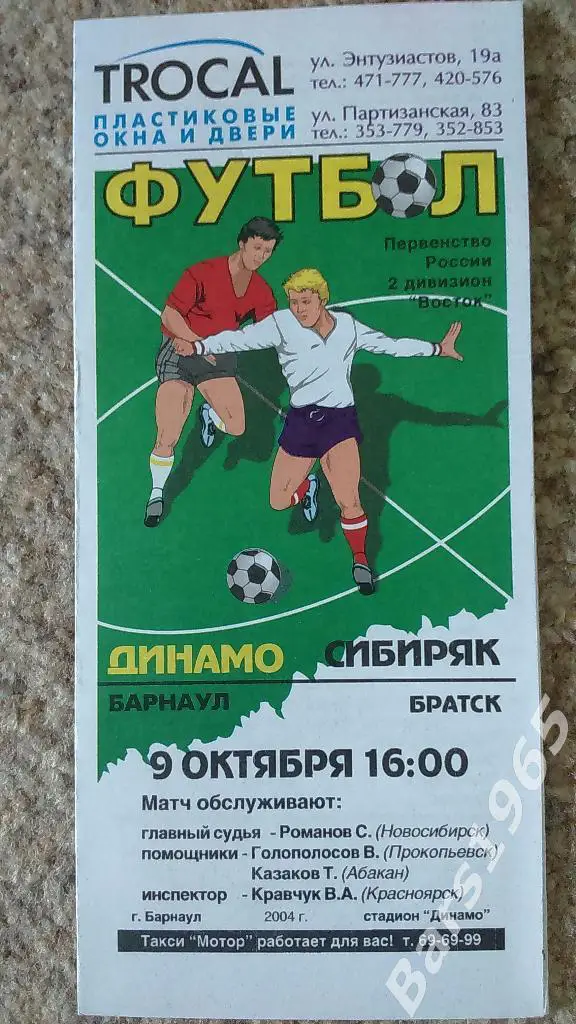 TROCAL
ПЛАСТИКОВЫЕ
ОКНА И ДВЕРИ
ул. Энтузиастов, 19а
тел.: 471-777, 420-576
ул. Партизанская, 83
тел.: 353-779, 352-853
ФУТБОЛ
Первенство
России
2 дивизион
"Восток"
ДИНАМО СИБИРЯК
БАРНАУЛ БРАТСК
9 ОКТЯБРЯ 16:00
Матч обслуживают:
главный судья - Романов С. (Новосибирск)
помощники - Голополосов В. (Прокопьевск)
Казаков Т. (Абакан)
инспектор - Кравчук В.А. (Красноярск)
г. Барнаул 2004 г. стадион "Динамо"
Такси "Мотор" работает для вас! т. 69-69-99
Bars1965